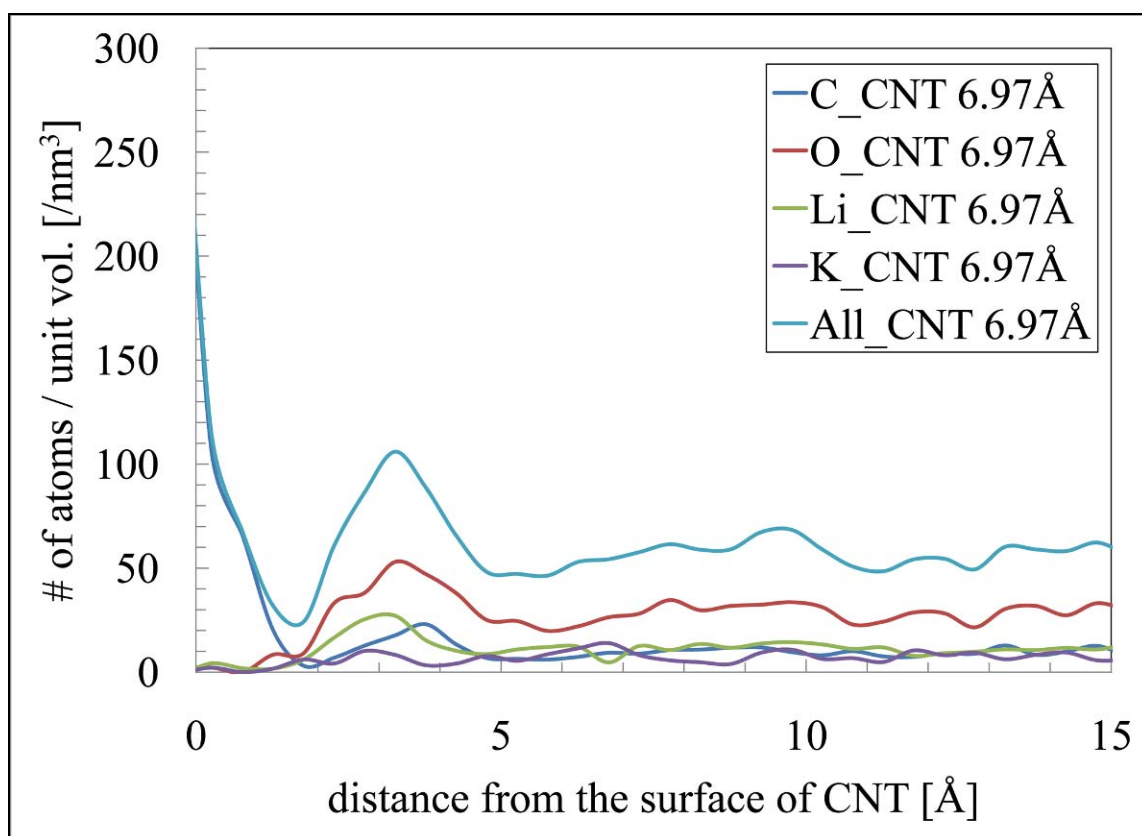 300
250
200
150
100
50
0
# of atoms / unit vol. [/nm³]
C_CNT 6.97Å
O_CNT 6.97Å
Li_CNT 6.97Å
K_CNT 6.97Å
All_CNT 6.97Å
0 5 10 15
distance from the surface of CNT [Å]